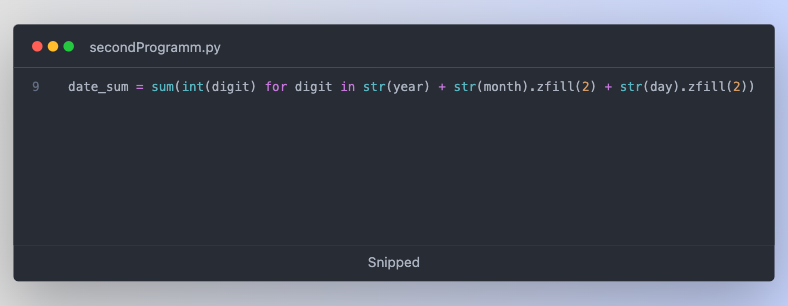 secondProgramm.py
9 date_sum = sum(int(digit) for digit in str(year) + str(month).zfill(2) + str(day).zfill(2))
Snipped